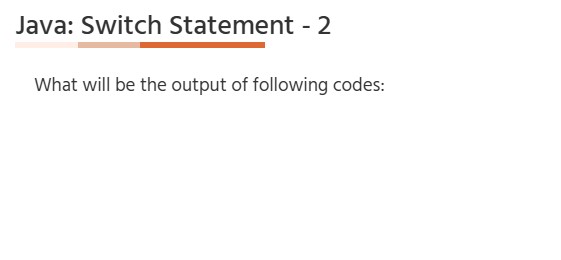 Java: Switch Statement - 2
What will be the output of following codes: